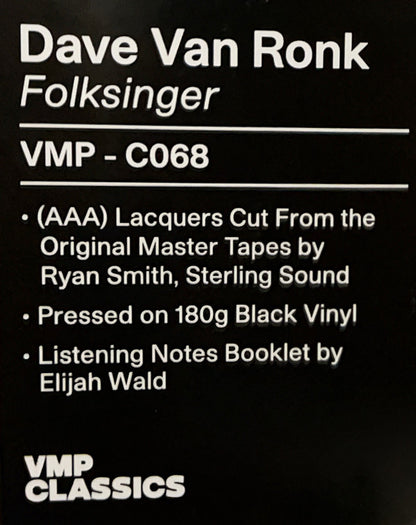 Dave Van Ronk
Folksinger
VMP - C068
• (AAA) Lacquers Cut From the
Original Master Tapes by
Ryan Smith, Sterling Sound
• Pressed on 180g Black Vinyl
• Listening Notes Booklet by
Elijah Wald
VMP
CLASSICS